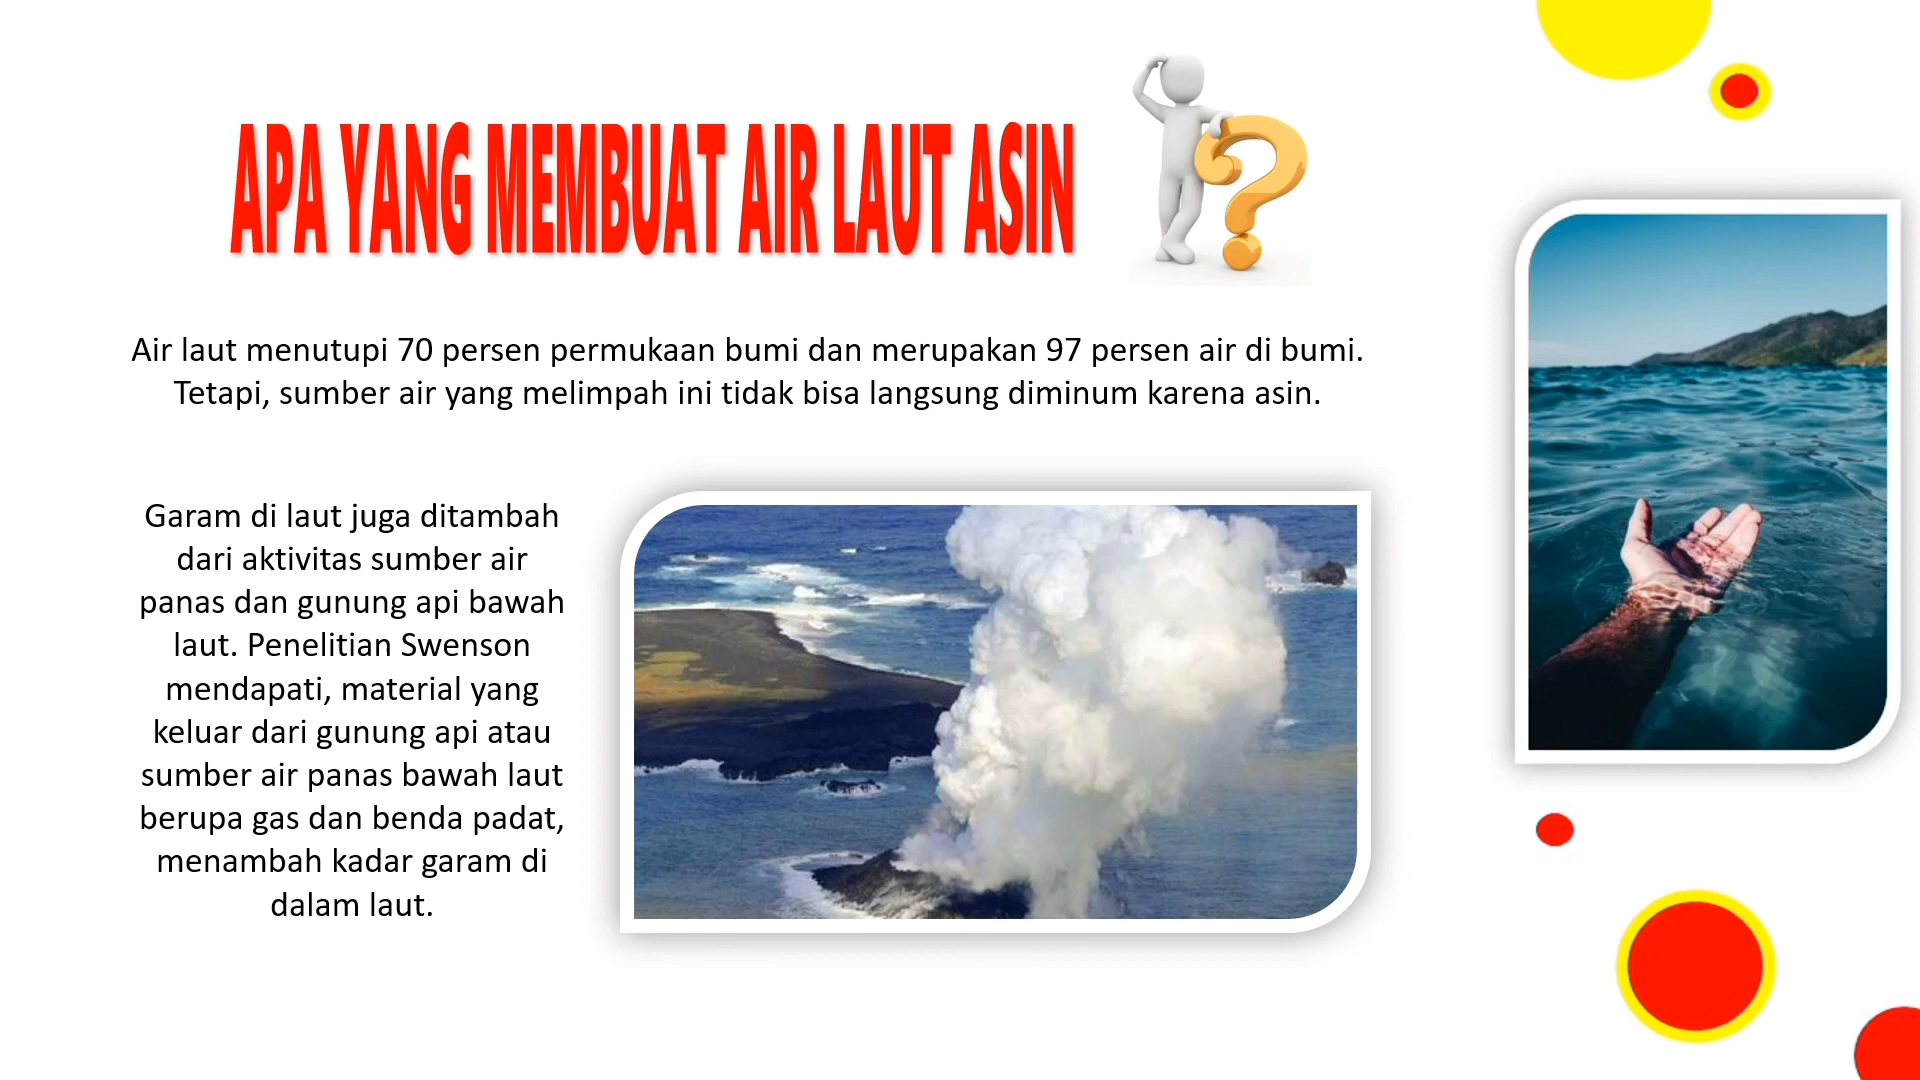 APA YANG MEMBUAT AIR LAUT ASIN
Air laut menutupi 70 persen permukaan bumi dan merupakan 97 persen air di bumi.
Tetapi, sumber air yang melimpah ini tidak bisa langsung diminum karena asin.
Garam di laut juga ditambah
dari aktivitas sumber air
panas dan gunung api bawah
laut. Penelitian Swenson
mendapati, material yang
keluar dari gunung api atau
sumber air panas bawah laut
berupa gas dan benda padat,
menambah kadar garam di
dalam laut.